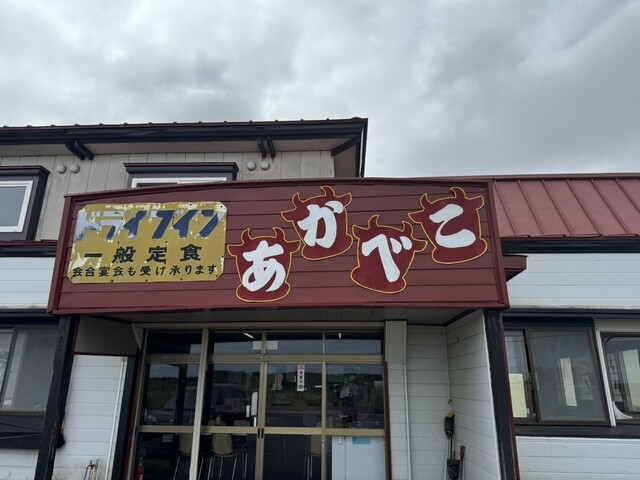 ドライブイン
一般定食
会合宴会も受け承ります
あかべこ